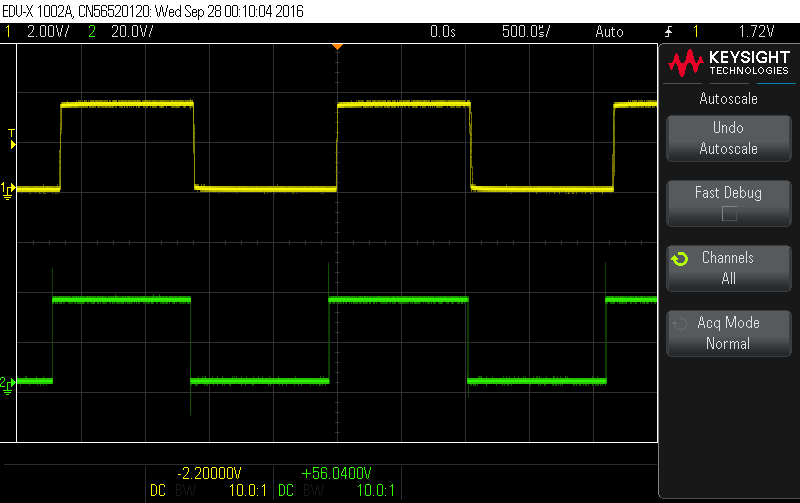 EDU-X 1002A, CN56520120: Wed Sep 28 00:10:04 2016
1 2.00V/ 2 20.0V/ 0.0s 500.0㎲/ Auto 1 1.72V
KEYSIGHT
TECHNOLOGIES
Autoscale
Undo
Autoscale
T
1
Fast Debug
Channels
All
Acq Mode
Normal
2
-2.20000V +56.0400V
DC BW 10.0:1 DC BW 10.0:1